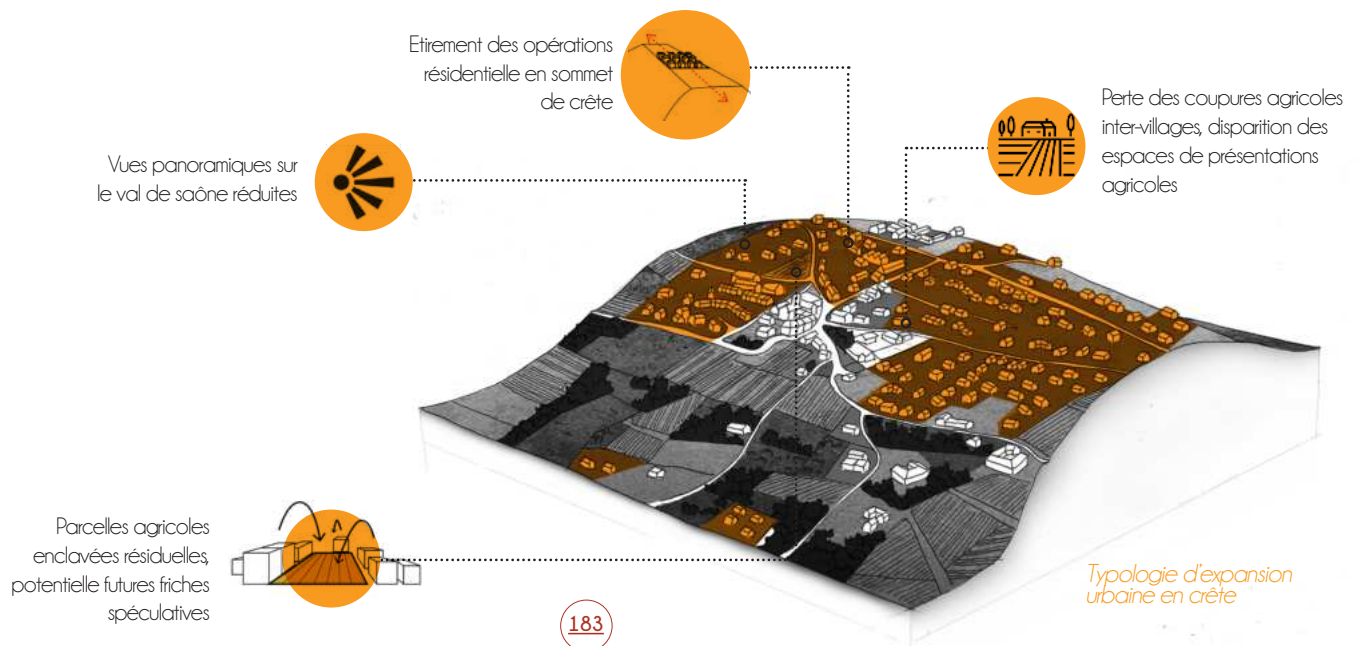 Etirement des opérations
résidentielle en sommet
de crête
Perte des coupures agricoles
inter-villages, disparition des
espaces de présentations
agricoles
Vues panoramiques sur
le val de saône réduites
Parcelles agricoles
enclavées résiduelles,
potentielle futures friches
spéculatives
Typologie d'expansion
urbaine en crête
183